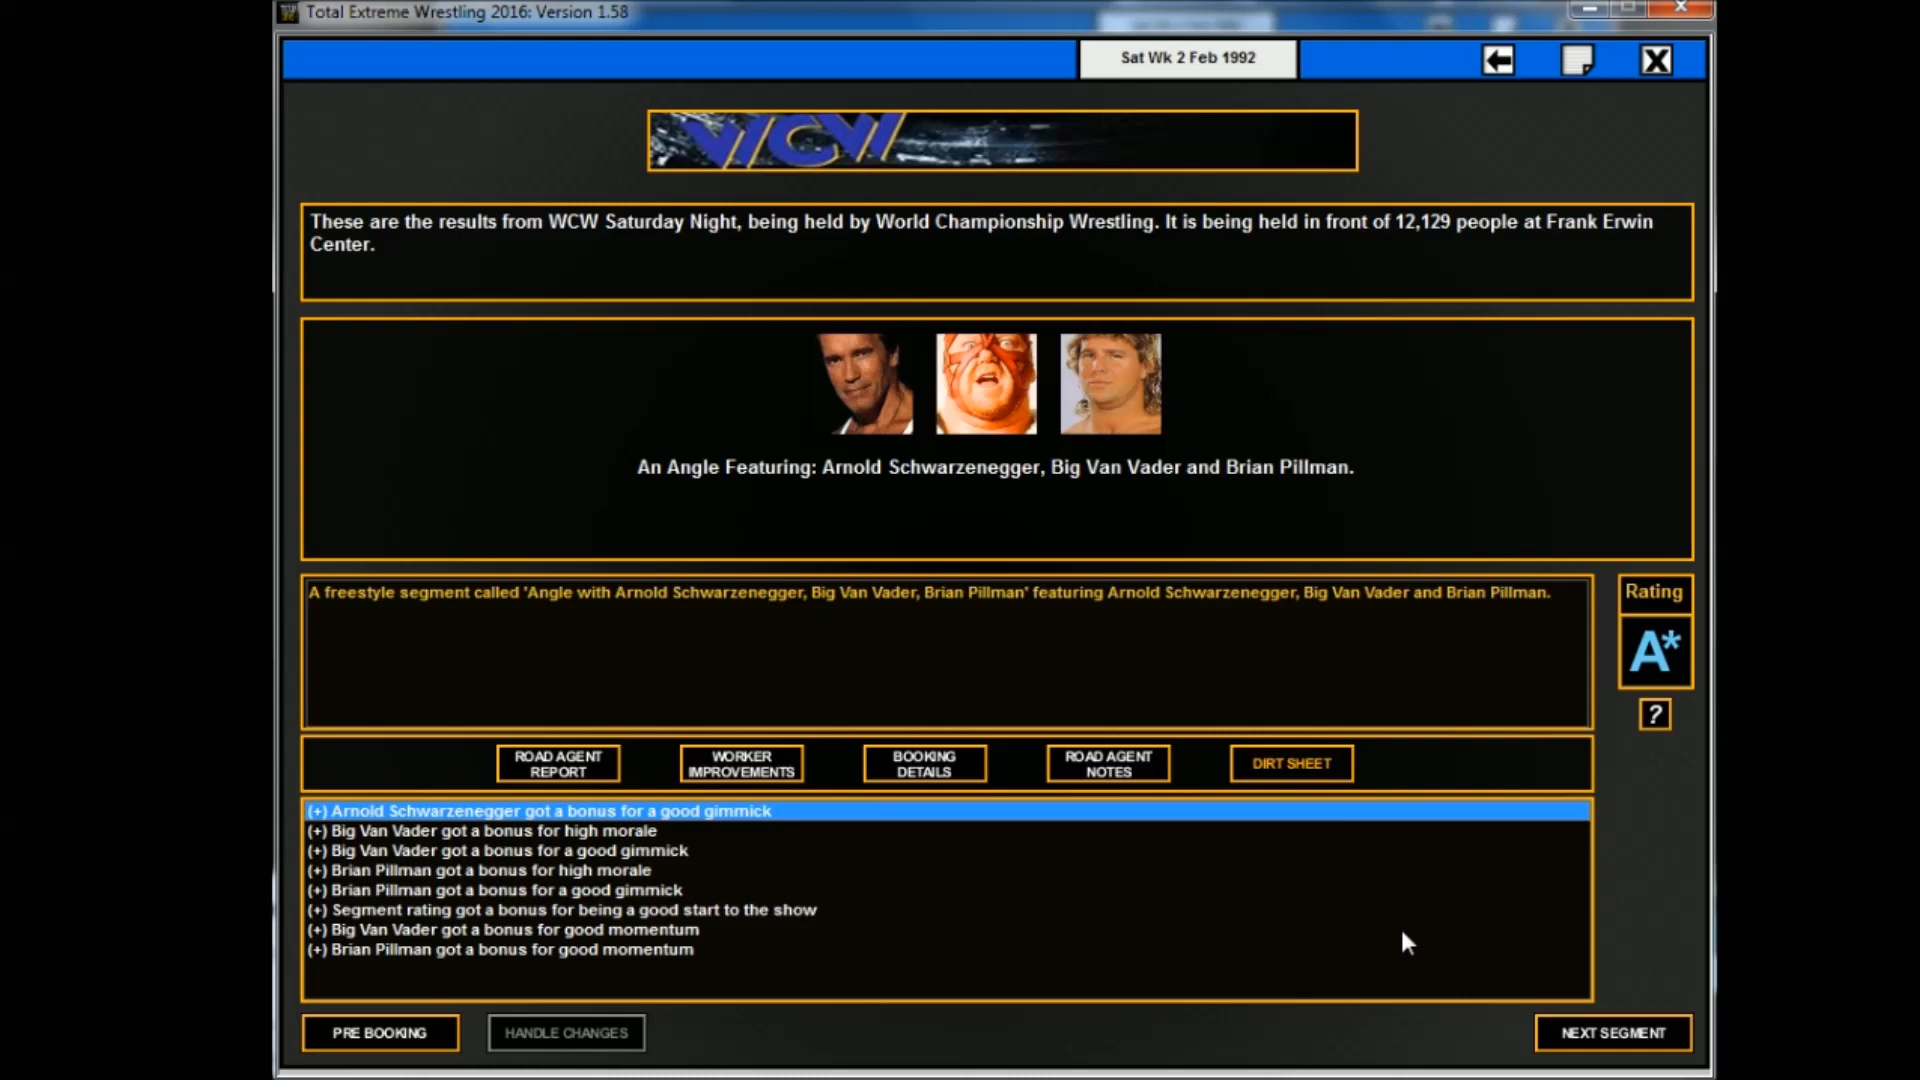 Total Extreme Wrestling 2016: Version 1.58
Sat Wk 2 Feb 1992
WCW
These are the results from WCW Saturday Night, being held by World Championship Wrestling. It is being held in front of 12,129 people at Frank Erwin
Center.
An Angle Featuring: Arnold Schwarzenegger, Big Van Vader and Brian Pillman.
A freestyle segment called 'Angle with Arnold Schwarzenegger, Big Van Vader, Brian Pillman' featuring Arnold Schwarzenegger, Big Van Vader and Brian Pillman.
Rating
A*
?
ROAD AGENT REPORT
WORKER IMPROVEMENTS
BOOKING DETAILS
ROAD AGENT NOTES
DIRT SHEET
(+) Arnold Schwarzenegger got a bonus for a good gimmick
(+) Big Van Vader got a bonus for high morale
(+) Big Van Vader got a bonus for a good gimmick
(+) Brian Pillman got a bonus for high morale
(+) Brian Pillman got a bonus for a good gimmick
(+) Segment rating got a bonus for being a good start to the show
(+) Big Van Vader got a bonus for good momentum
(+) Brian Pillman got a bonus for good momentum
PRE BOOKING
HANDLE CHANGES
NEXT SEGMENT